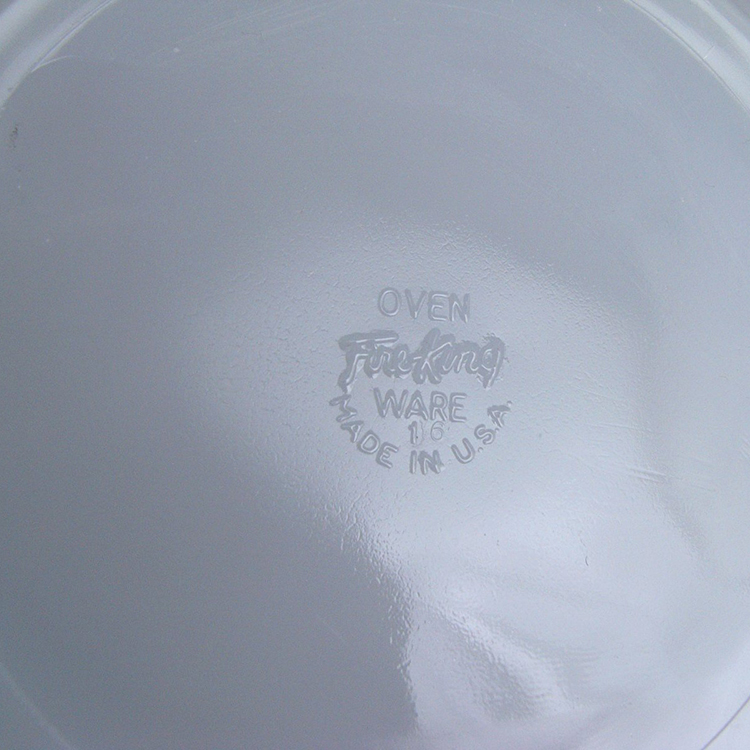 OVEN
Fire-King
WARE
16
MADE IN U.S.A.